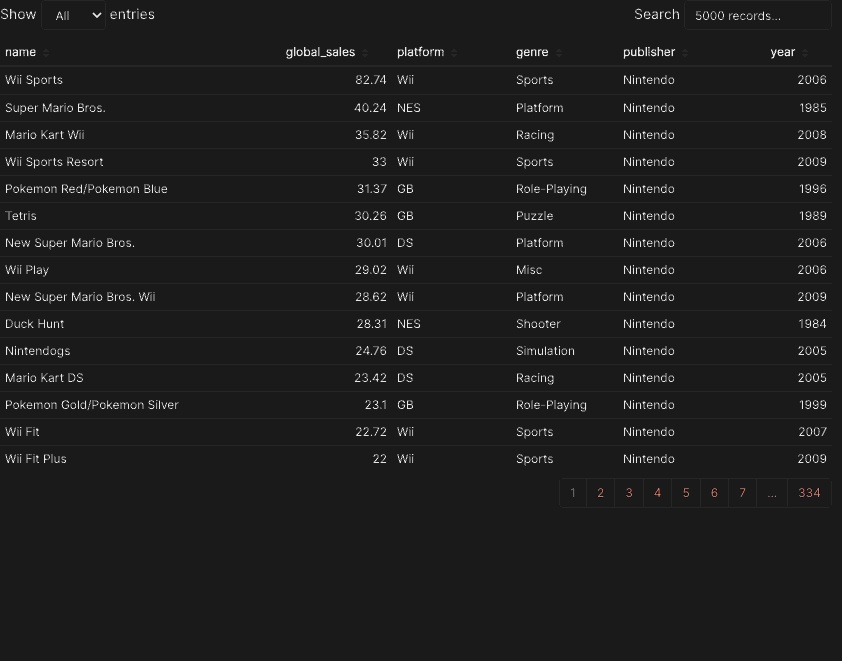 Show All entries Search 5000 records...
name global_sales platform genre publisher year
Wii Sports 82.74 Wii Sports Nintendo 2006
Super Mario Bros. 40.24 NES Platform Nintendo 1985
Mario Kart Wii 35.82 Wii Racing Nintendo 2008
Wii Sports Resort 33 Wii Sports Nintendo 2009
Pokemon Red/Pokemon Blue 31.37 GB Role-Playing Nintendo 1996
Tetris 30.26 GB Puzzle Nintendo 1989
New Super Mario Bros. 30.01 DS Platform Nintendo 2006
Wii Play 29.02 Wii Misc Nintendo 2006
New Super Mario Bros. Wii 28.62 Wii Platform Nintendo 2009
Duck Hunt 28.31 NES Shooter Nintendo 1984
Nintendogs 24.76 DS Simulation Nintendo 2005
Mario Kart DS 23.42 DS Racing Nintendo 2005
Pokemon Gold/Pokemon Silver 23.1 GB Role-Playing Nintendo 1999
Wii Fit 22.72 Wii Sports Nintendo 2007
Wii Fit Plus 22 Wii Sports Nintendo 2009
1 2 3 4 5 6 7 ... 334